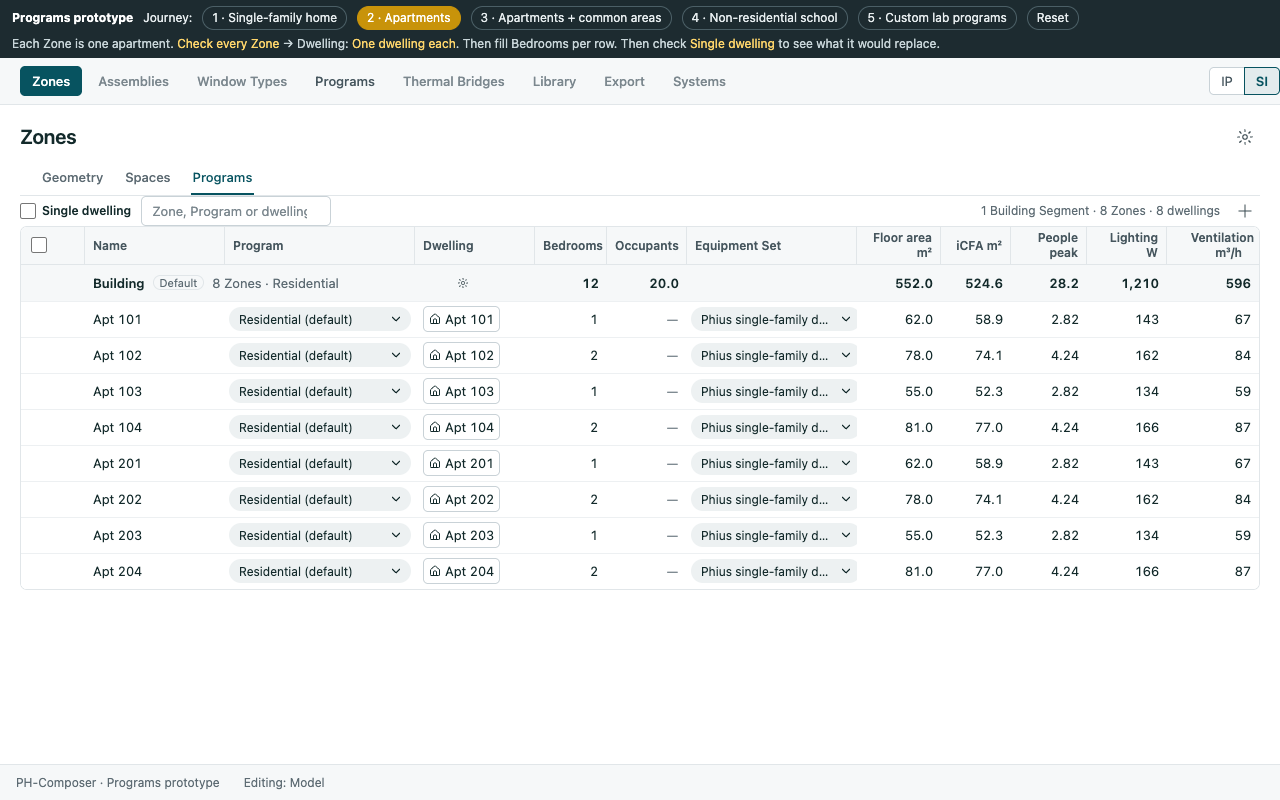 Programs prototype Journey: 1 · Single-family home 2 · Apartments 3 · Apartments + common areas 4 · Non-residential school 5 · Custom lab programs Reset
Each Zone is one apartment. Check every Zone → Dwelling: One dwelling each. Then fill Bedrooms per row. Then check Single dwelling to see what it would replace.
Zones Assemblies Window Types Programs Thermal Bridges Library Export Systems IP SI
Zones
Geometry Spaces Programs
Single dwelling Zone, Program or dwelling 1 Building Segment · 8 Zones · 8 dwellings
Name Program Dwelling Bedrooms Occupants Equipment Set Floor area m² iCFA m² People peak Lighting W Ventilation m³/h
Building Default 8 Zones · Residential 12 20.0 552.0 524.6 28.2 1,210 596
Apt 101 Residential (default) Apt 101 1 — Phius single-family d... 62.0 58.9 2.82 143 67
Apt 102 Residential (default) Apt 102 2 — Phius single-family d... 78.0 74.1 4.24 162 84
Apt 103 Residential (default) Apt 103 1 — Phius single-family d... 55.0 52.3 2.82 134 59
Apt 104 Residential (default) Apt 104 2 — Phius single-family d... 81.0 77.0 4.24 166 87
Apt 201 Residential (default) Apt 201 1 — Phius single-family d... 62.0 58.9 2.82 143 67
Apt 202 Residential (default) Apt 202 2 — Phius single-family d... 78.0 74.1 4.24 162 84
Apt 203 Residential (default) Apt 203 1 — Phius single-family d... 55.0 52.3 2.82 134 59
Apt 204 Residential (default) Apt 204 2 — Phius single-family d... 81.0 77.0 4.24 166 87
PH-Composer · Programs prototype Editing: Model